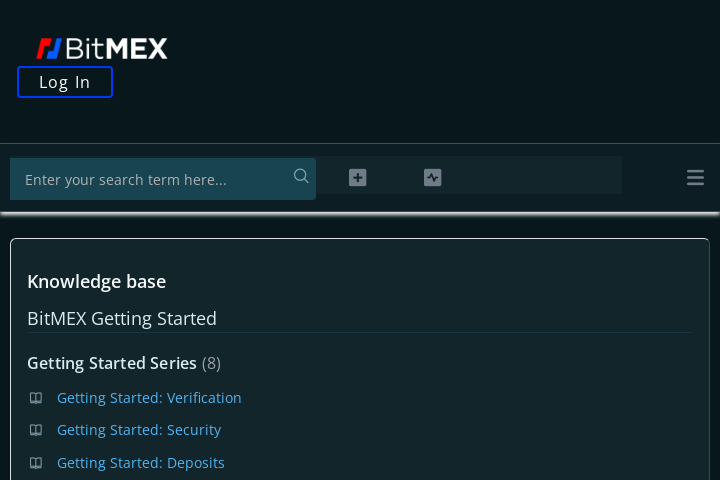 BitMEX
Log In
Enter your search term here...
Knowledge base
BitMEX Getting Started
Getting Started Series (8)
Getting Started: Verification
Getting Started: Security
Getting Started: Deposits